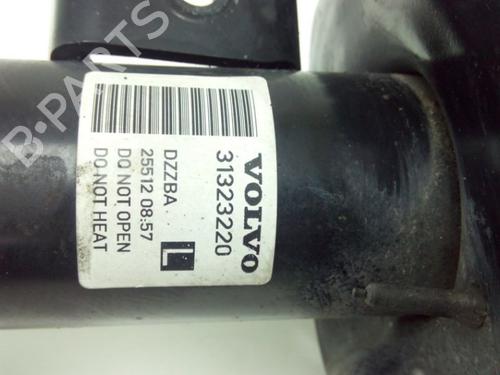 VOLVO
31323220
DZZBA
25512 08:57
DO NOT OPEN
DO NOT HEAT
L
B-PARTS